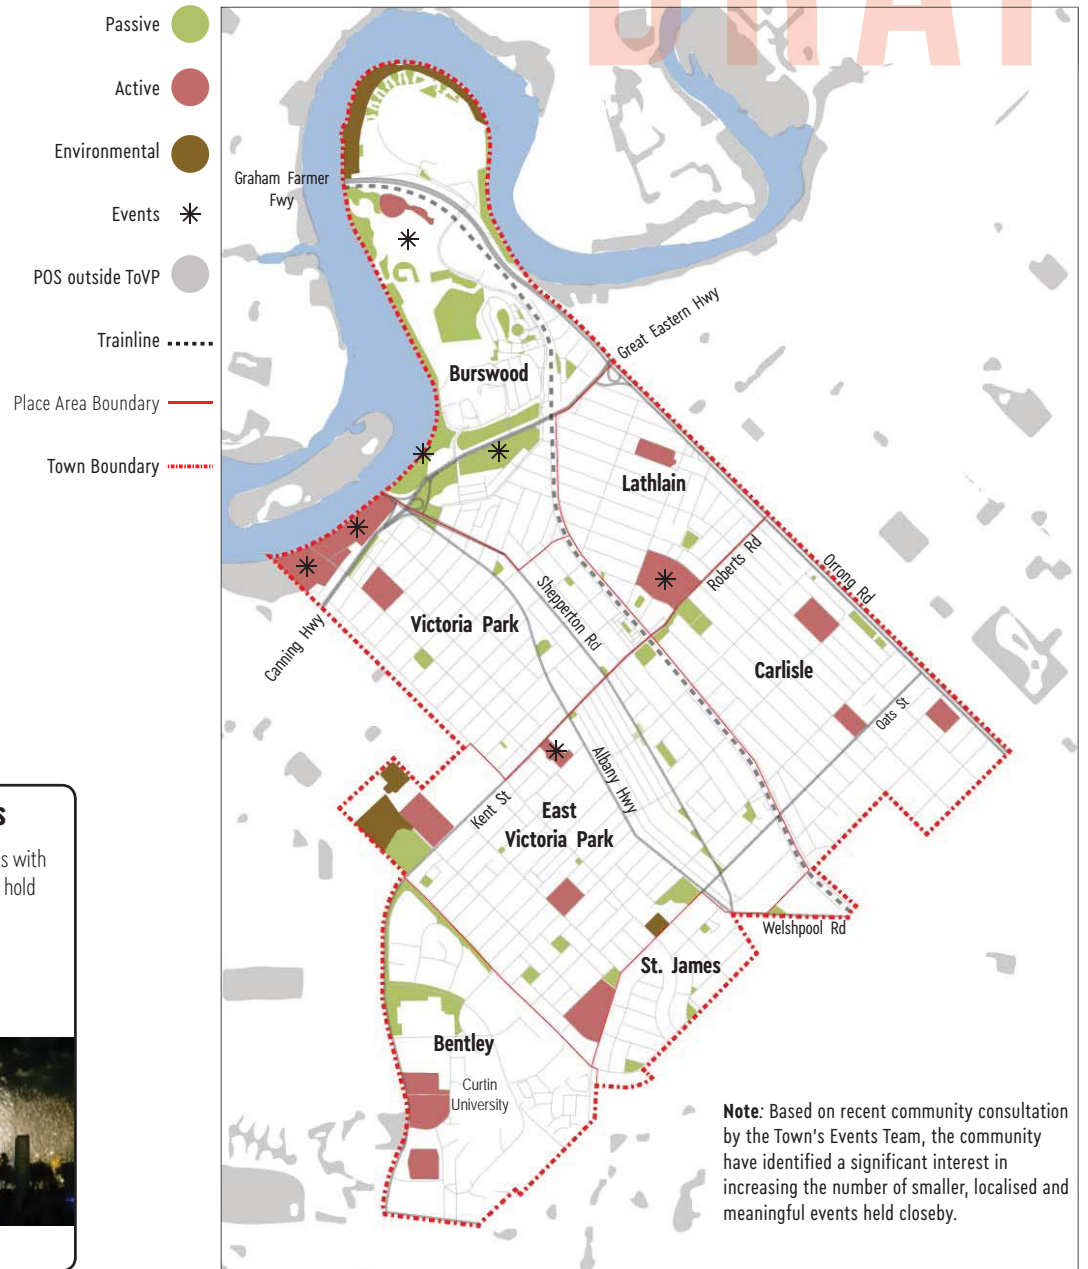 DRAFT
Passive
Active
Environmental
Events
POS outside ToVP
Trainline
Place Area Boundary
Town Boundary
Graham Farmer
Fwy
Great Eastern Hwy
Burswood
Lathlain
Roberts Rd
Orrong Rd
Shepperton Rd
Victoria Park
Canning Hwy
Carlisle
Oats St
Albany Hwy
Kent St
East
Victoria Park
Welshpool Rd
St. James
Bentley
Curtin
University
s
s with
hold
Note: Based on recent community consultation
by the Town's Events Team, the community
have identified a significant interest in
increasing the number of smaller, localised and
meaningful events held closeby.